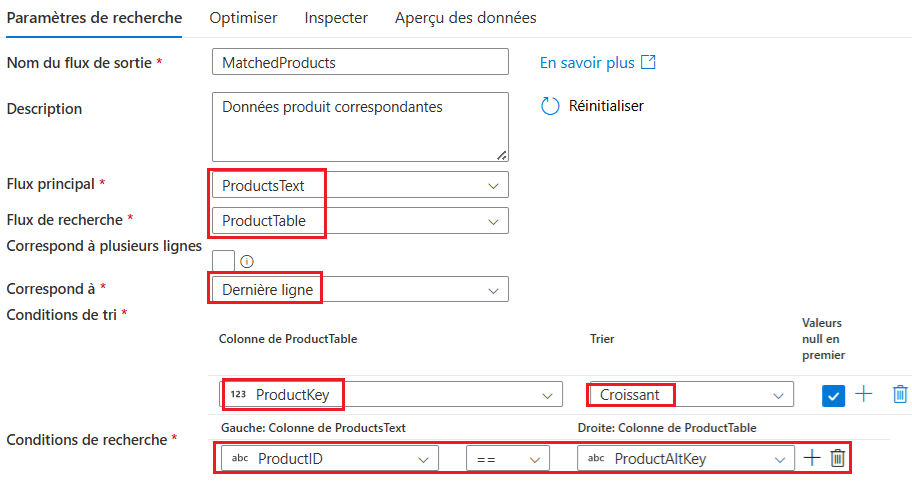 Paramètres de recherche Optimiser Inspecter Aperçu des données
Nom du flux de sortie * MatchedProducts En savoir plus
Description Données produit correspondantes Réinitialiser
Flux principal * ProductsText
Flux de recherche * ProductTable
Correspond à plusieurs lignes
Correspond à * Dernière ligne
Conditions de tri *
Colonne de ProductTable Trier Valeurs
null en
premier
123 ProductKey Croissant
Gauche: Colonne de ProductsText Droite: Colonne de ProductTable
Conditions de recherche *
abc ProductID == abc ProductAltKey